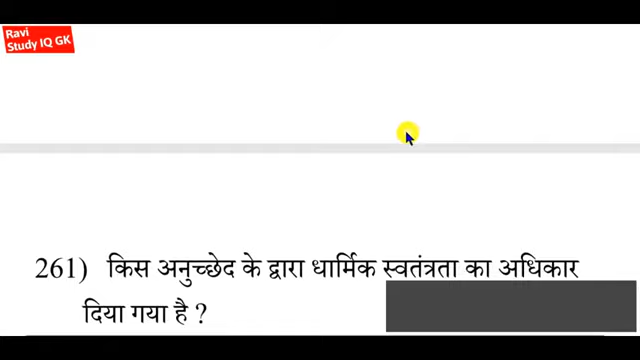 Ravi
Study IQ GK
261) किस अनुच्छेद के द्वारा धार्मिक स्वतंत्रता का अधिकार
दिया गया है ?